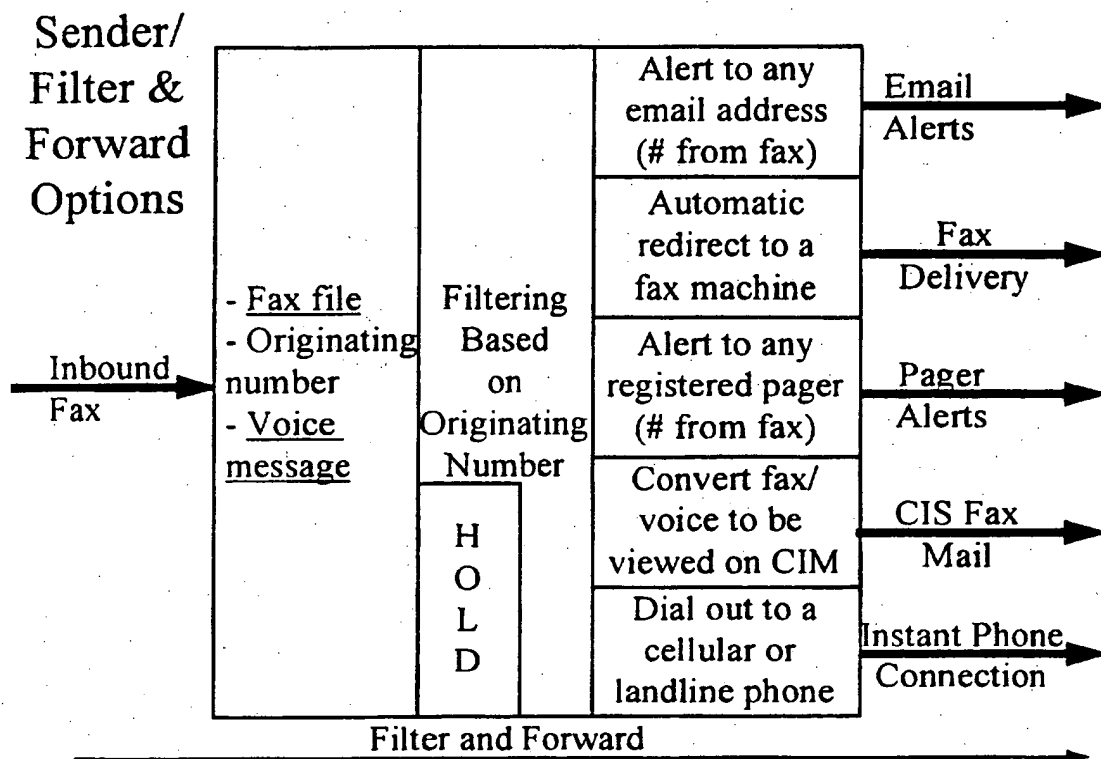 Sender/
Filter &
Forward
Options
Inbound
Fax
- Fax file
- Originating
number
- Voice
message
Filtering
Based
on
Originating
Number
H
O
L
D
Alert to any
email address
(# from fax)
Automatic
redirect to a
fax machine
Alert to any
registered pager
(# from fax)
Convert fax/
voice to be
viewed on CIM
Dial out to a
cellular or
landline phone
Email
Alerts
Fax
Delivery
Pager
Alerts
CIS Fax
Mail
Instant Phone
Connection
Filter and Forward